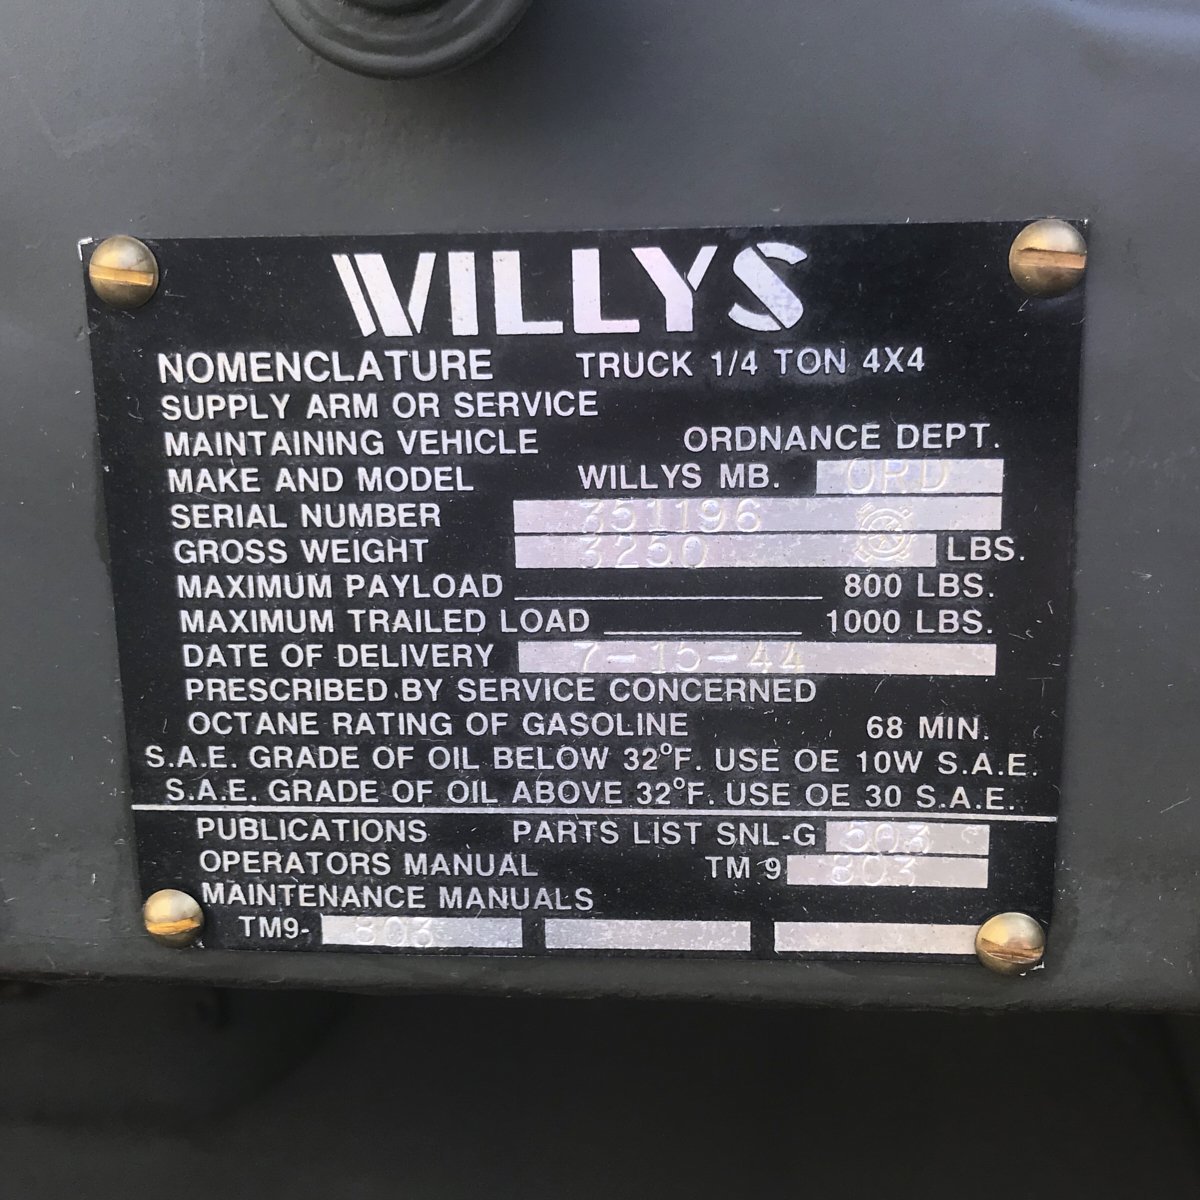 WILLYS
NOMENCLATURE TRUCK 1/4 TON 4X4
SUPPLY ARM OR SERVICE
MAINTAINING VEHICLE ORDNANCE DEPT.
MAKE AND MODEL WILLYS MB. ORD
SERIAL NUMBER 351196
GROSS WEIGHT 3250 LBS.
MAXIMUM PAYLOAD 800 LBS.
MAXIMUM TRAILED LOAD 1000 LBS.
DATE OF DELIVERY 7-15-44
PRESCRIBED BY SERVICE CONCERNED
OCTANE RATING OF GASOLINE 68 MIN.
S.A.E. GRADE OF OIL BELOW 32°F. USE OE 10W S.A.E.
S.A.E. GRADE OF OIL ABOVE 32°F. USE OE 30 S.A.E.
PUBLICATIONS PARTS LIST SNL-G 503
OPERATORS MANUAL TM 9 803
MAINTENANCE MANUALS
TM9- 803